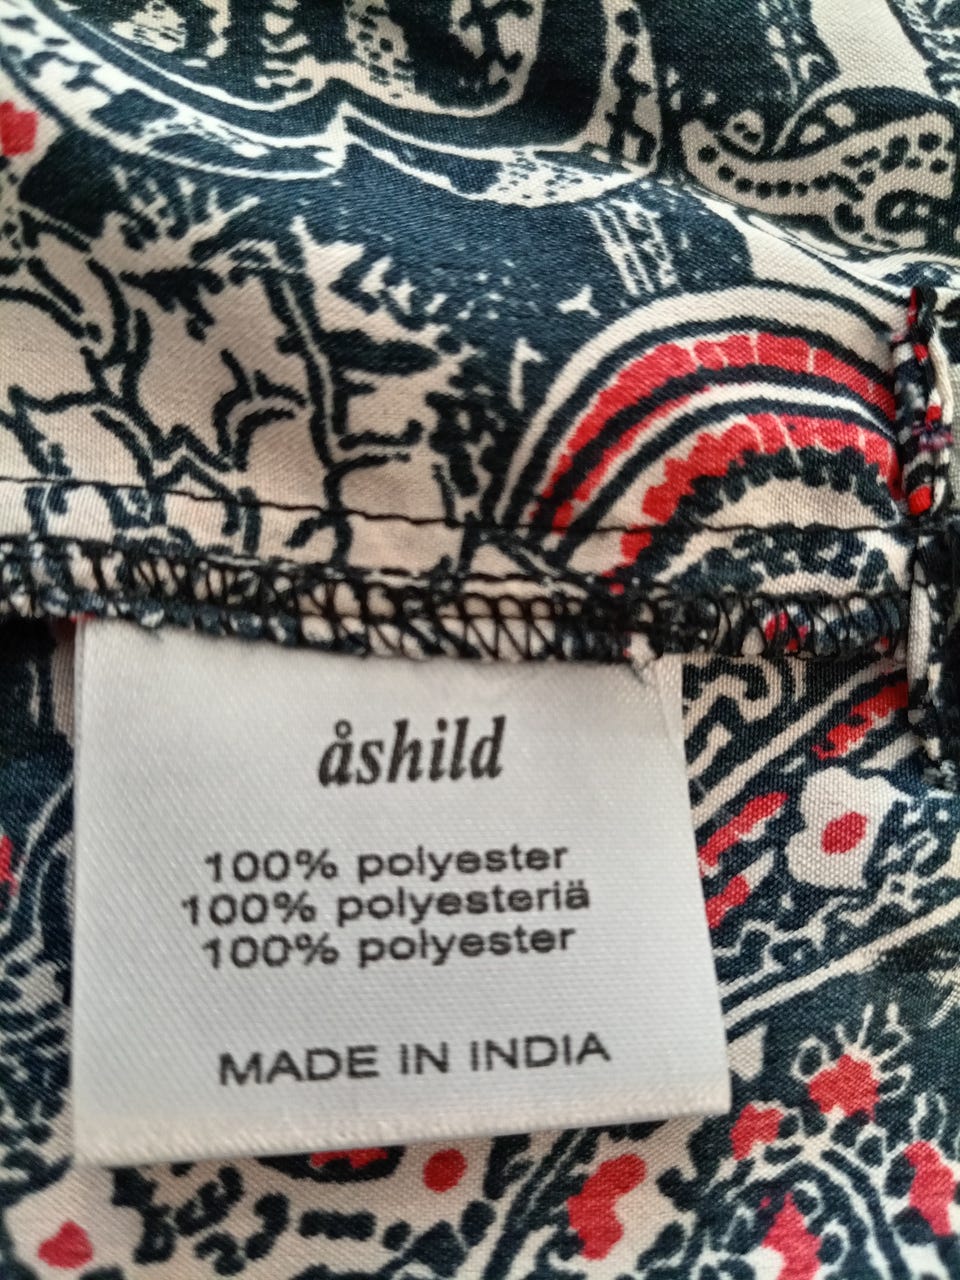 åshild
100% polyester
100% polyesteriä
100% polyester
MADE IN INDIA